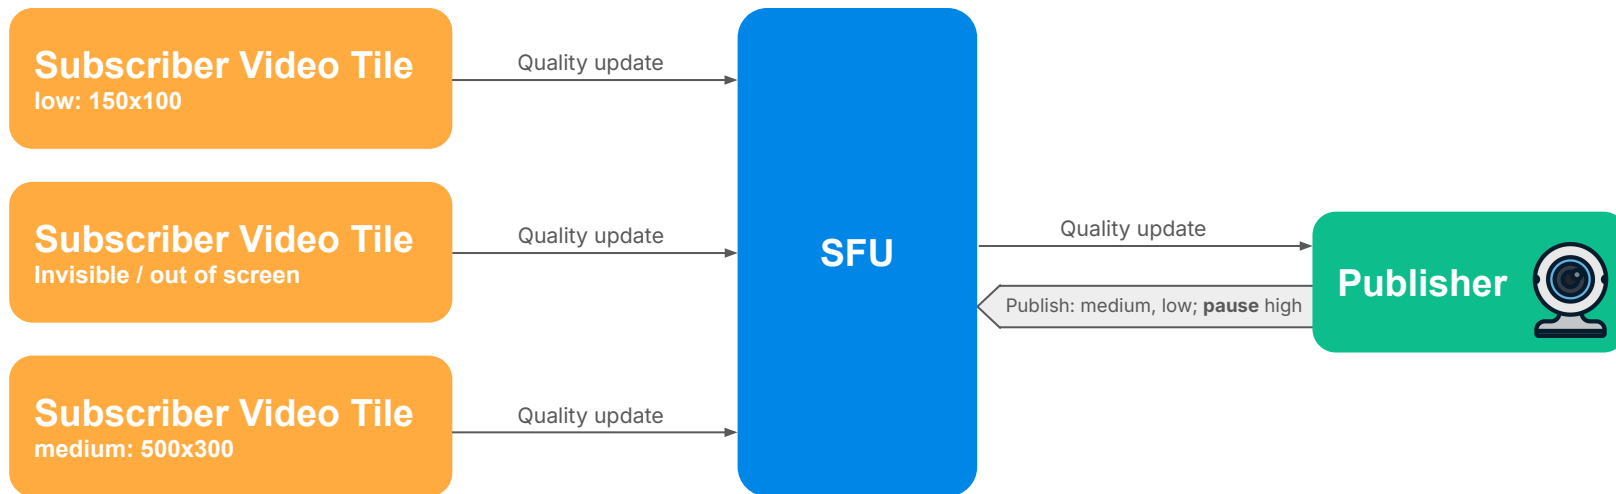 Subscriber Video Tile
low: 150x100
Quality update
Subscriber Video Tile
Invisible / out of screen
Quality update
Subscriber Video Tile
medium: 500x300
Quality update
SFU
Quality update
Publish: medium, low; pause high
Publisher